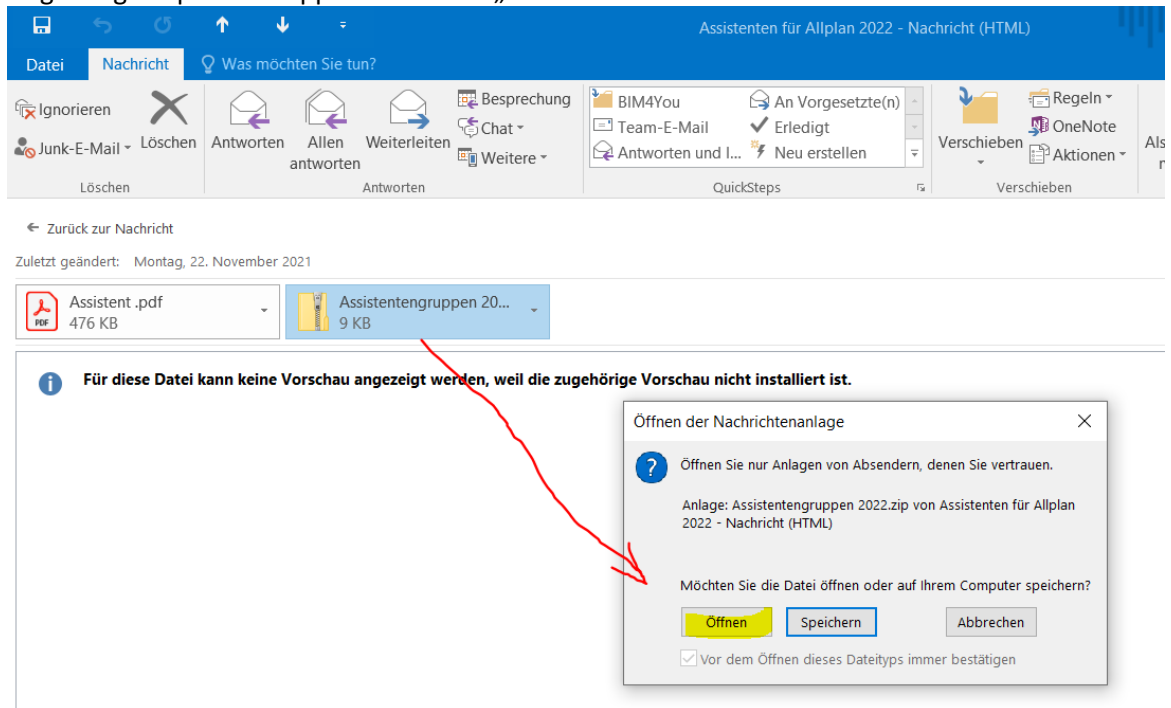 Assistenten für Allplan 2022 - Nachricht (HTML)
Datei Nachricht Was möchten Sie tun?
Ignorieren
Junk-E-Mail
Löschen
Löschen
Antworten
Allen antworten
Weiterleiten
Besprechung
Chat
Weitere
Antworten
BIM4You
Team-E-Mail
Antworten und I...
An Vorgesetzte(n)
Erledigt
Neu erstellen
QuickSteps
Verschieben
Regeln
OneNote
Aktionen
Verschieben
Zurück zur Nachricht
Zuletzt geändert: Montag, 22. November 2021
PDF
Assistent .pdf
476 KB
Assistentengruppen 20...
9 KB
Für diese Datei kann keine Vorschau angezeigt werden, weil die zugehörige Vorschau nicht installiert ist.
Öffnen der Nachrichtenanlage
Öffnen Sie nur Anlagen von Absendern, denen Sie vertrauen.
Anlage: Assistentengruppen 2022.zip von Assistenten für Allplan
2022 - Nachricht (HTML)
Möchten Sie die Datei öffnen oder auf Ihrem Computer speichern?
Öffnen Speichern Abbrechen
Vor dem Öffnen dieses Dateityps immer bestätigen